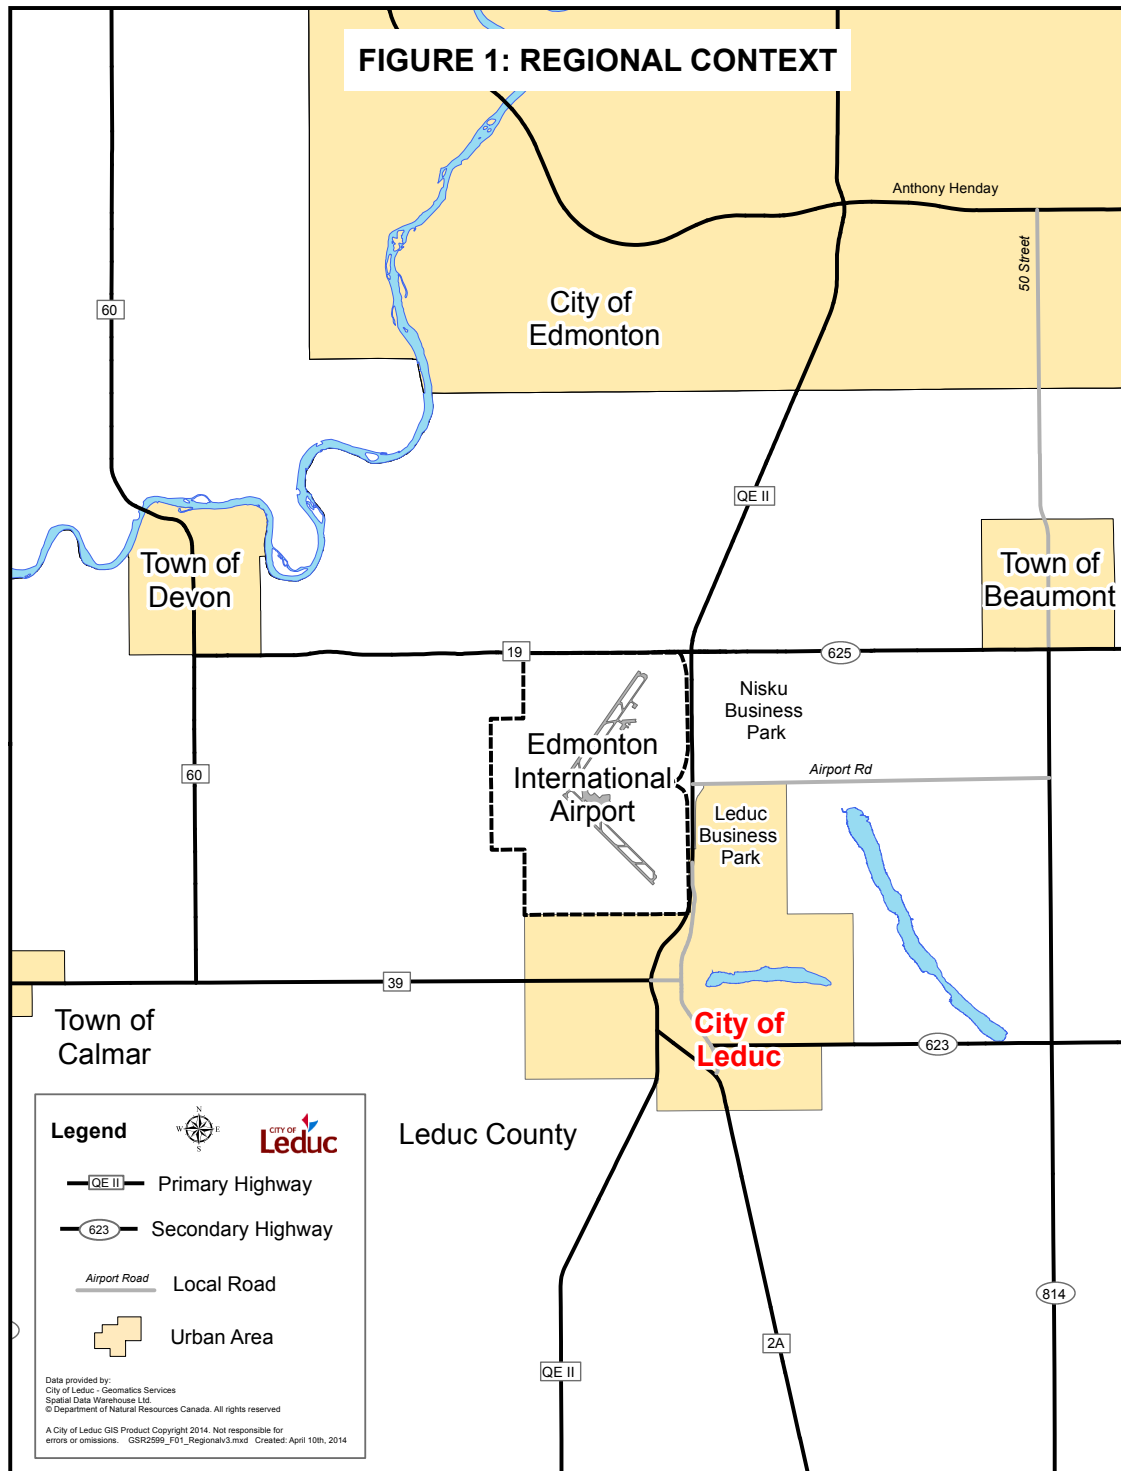 FIGURE 1: REGIONAL CONTEXT
Anthony Henday
50 Street
City of
Edmonton
60
QE II
Town of
Devon
Town of
Beaumont
19
625
Nisku
Business
Park
Edmonton
International
Airport
60
Airport Rd
Leduc
Business
Park
39
Town of
Calmar
City of
Leduc
623
Leduc County
814
2A
QE II
Legend
N
W
E
S
CITY OF
Leduc
QE II
Primary Highway
623
Secondary Highway
Airport Road
Local Road
Urban Area
Data provided by:
City of Leduc - Geomatics Services
Spatial Data Warehouse Ltd.
© Department of Natural Resources Canada. All rights reserved
A City of Leduc GIS Product Copyright 2014. Not responsible for
errors or omissions. GSR2599_F01_Regionalv3.mxd Created: April 10th, 2014